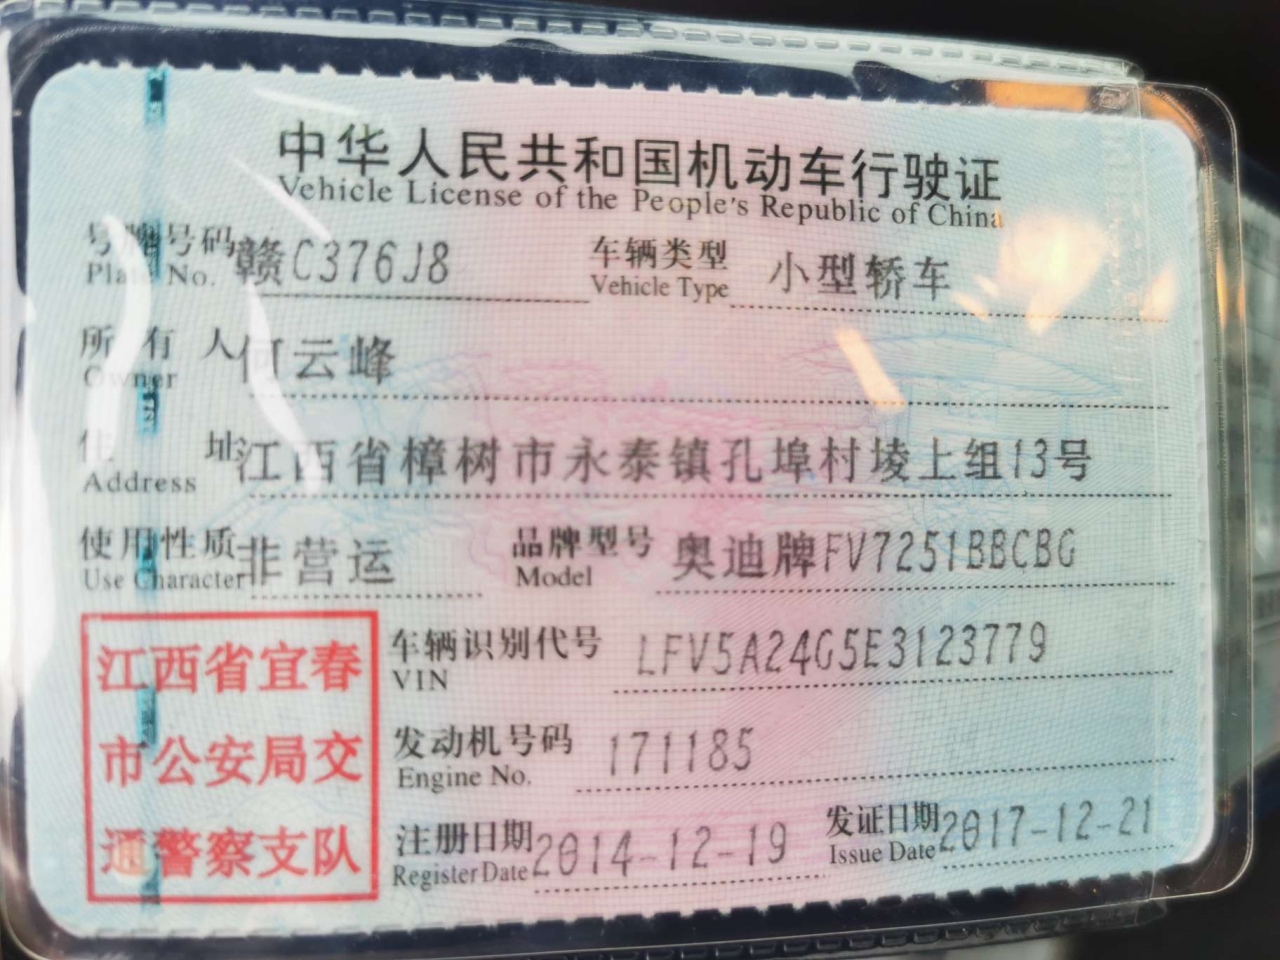 中华人民共和国机动车行驶证
Vehicle License of the People's Republic of China
号牌号码 赣C376J8 车辆类型 小型轿车
Plate No. Vehicle Type
所有人 何云峰
Owner
住址 江西省樟树市永泰镇孔埠村堎上组13号
Address
使用性质 非营运 品牌型号 奥迪牌FV7251BBCBG
Use Character Model
车辆识别代号 LFV5A24G5E3123779
VIN
发动机号码 171185
Engine No.
注册日期 2014-12-19 发证日期 2017-12-21
Register Date Issue Date
江西省宜春
市公安局交
通警察支队